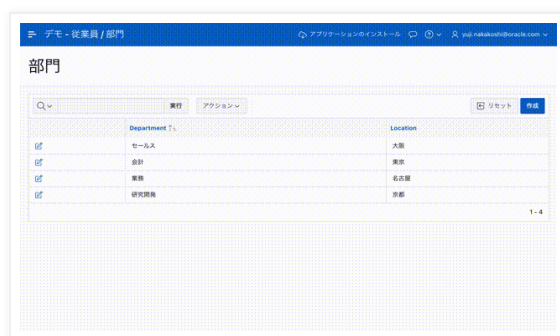 デモ - 従業員 / 部門
アプリケーションのインストール
yuji.nakakoshi@oracle.com
部門
実行
アクション
リセット
作成
Department
Location
セールス
大阪
会計
東京
業務
名古屋
研究開発
京都
1 - 4